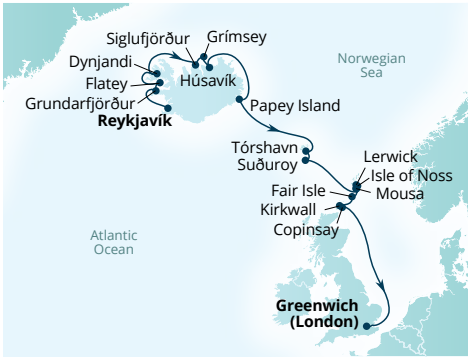 Siglufjörður
Grímsey
Dynjandi
Húsavík
Flatey
Grundarfjörður
Reykjavík
Papey Island
Norwegian
Sea
Tórshavn
Suðuroy
Lerwick
Isle of Noss
Mousa
Fair Isle
Kirkwall
Copinsay
Atlantic
Ocean
Greenwich
(London)